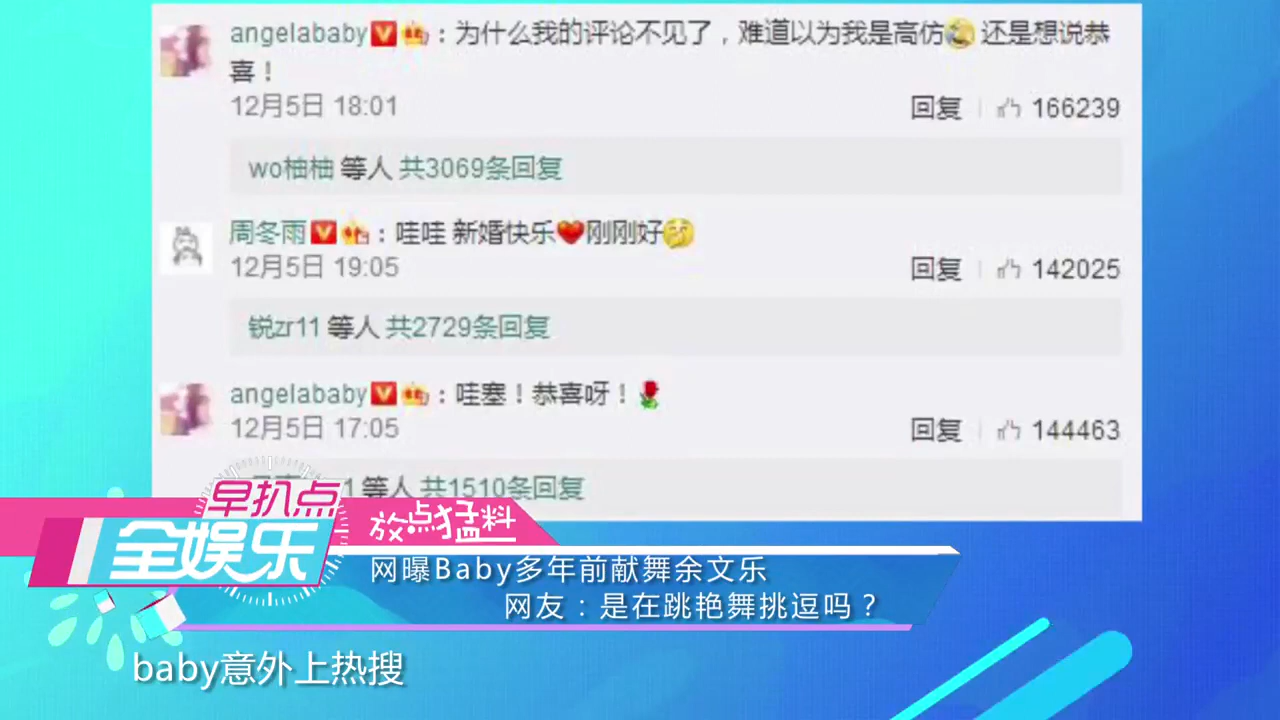 angelababy：为什么我的评论不见了，难道以为我是高仿 还是想说恭
喜！
12月5日 18:01
回复 166239
wo柚柚 等人 共3069条回复
周冬雨：哇哇 新婚快乐 刚刚好
12月5日 19:05
回复 142025
锐zr11 等人 共2729条回复
angelababy：哇塞！恭喜呀！
12月5日 17:05
回复 144463
1 等人 共1510条回复
早扒点
全娱乐
放点猛料
网曝Baby多年前献舞余文乐
网友：是在跳艳舞挑逗吗？
baby意外上热搜